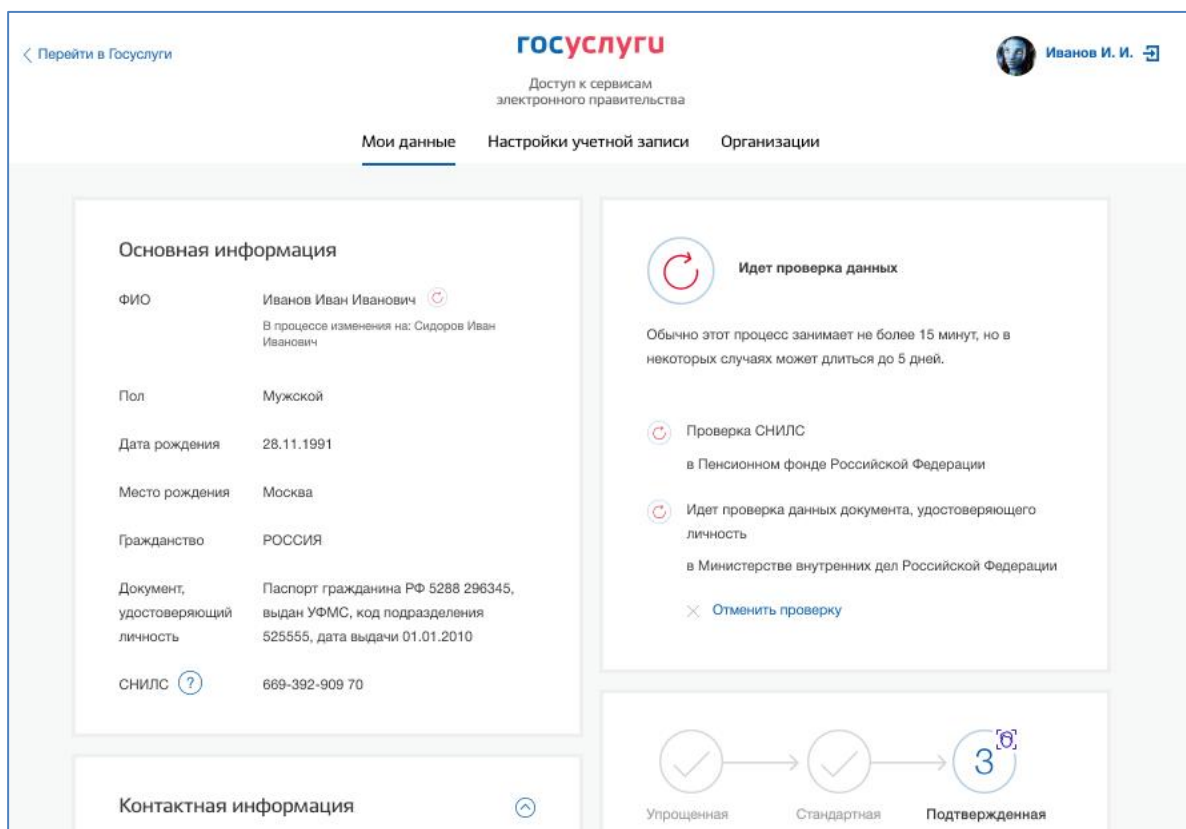 Перейти в Госуслуги
госуслуги
Иванов И. И.
Доступ к сервисам
электронного правительства
Мои данные
Настройки учетной записи
Организации
Основная информация
ФИО
Иванов Иван Иванович
В процессе изменения на: Сидоров Иван
Иванович
Пол
Мужской
Дата рождения
28.11.1991
Место рождения
Москва
Гражданство
РОССИЯ
Документ,
удостоверяющий
личность
Паспорт гражданина РФ 5288 296345,
выдан УФМС, код подразделения
525555, дата выдачи 01.01.2010
СНИЛС ?
669-392-909 70
Контактная информация
Идет проверка данных
Обычно этот процесс занимает не более 15 минут, но в
некоторых случаях может длиться до 5 дней.
Проверка СНИЛС
в Пенсионном фонде Российской Федерации
Идет проверка данных документа, удостоверяющего
личность
в Министерстве внутренних дел Российской Федерации
Отменить проверку
3
Упрощенная
Стандартная
Подтвержденная